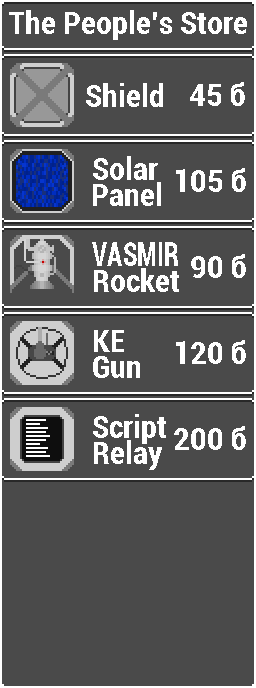 The People's Store
Shield 45 б
Solar
Panel 105 б
VASMIR
Rocket 90 б
KE
Gun 120 б
Script
Relay 200 б